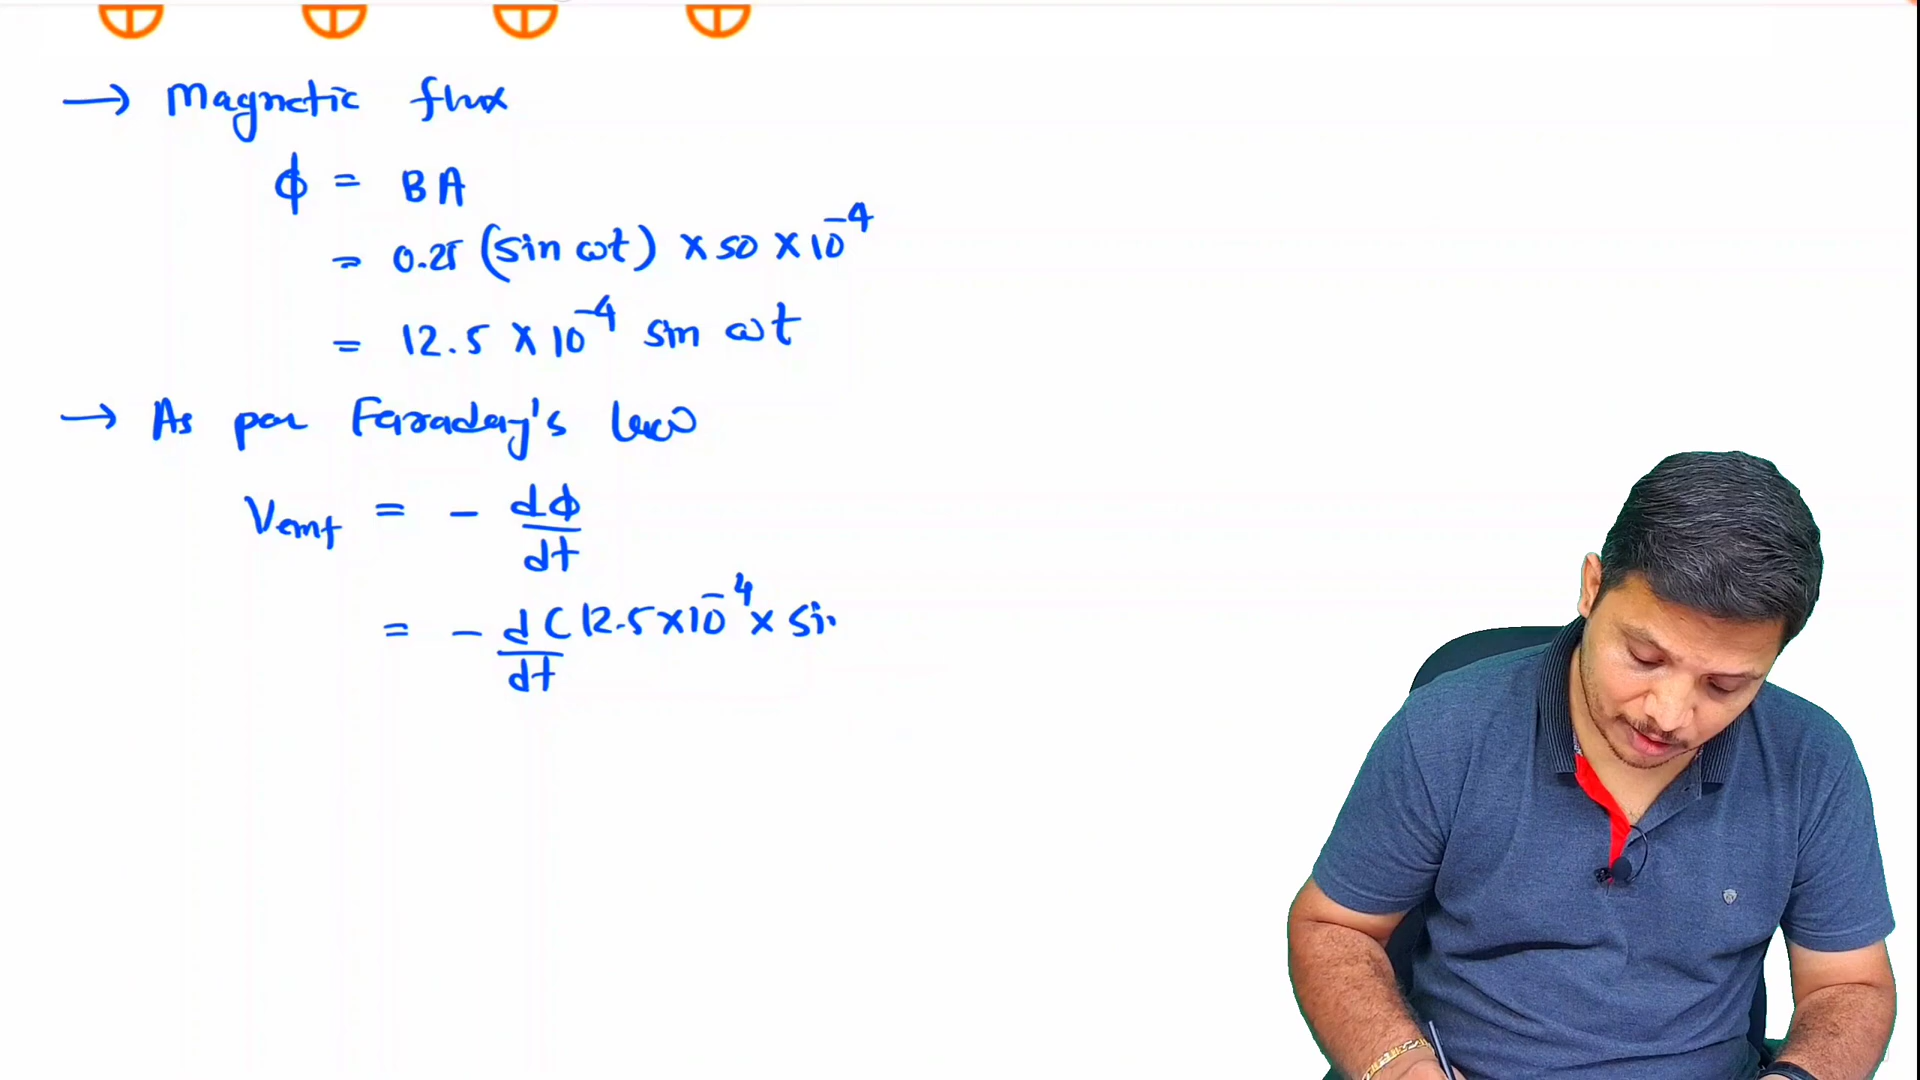 → Magnetic flux
ϕ = BA
= 0.25 (sin ωt) × 50 × 10⁻⁴
= 12.5 × 10⁻⁴ sin ωt
→ As per Faraday's law
Vemf = - dϕ/dt
= - d/dt (12.5 × 10⁻⁴ × sin